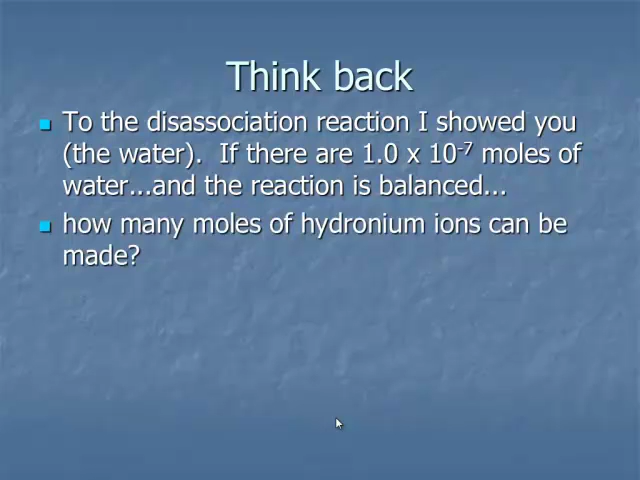 Think back
To the disassociation reaction I showed you
(the water).  If there are 1.0 x 10⁻⁷ moles of
water...and the reaction is balanced...
how many moles of hydronium ions can be
made?